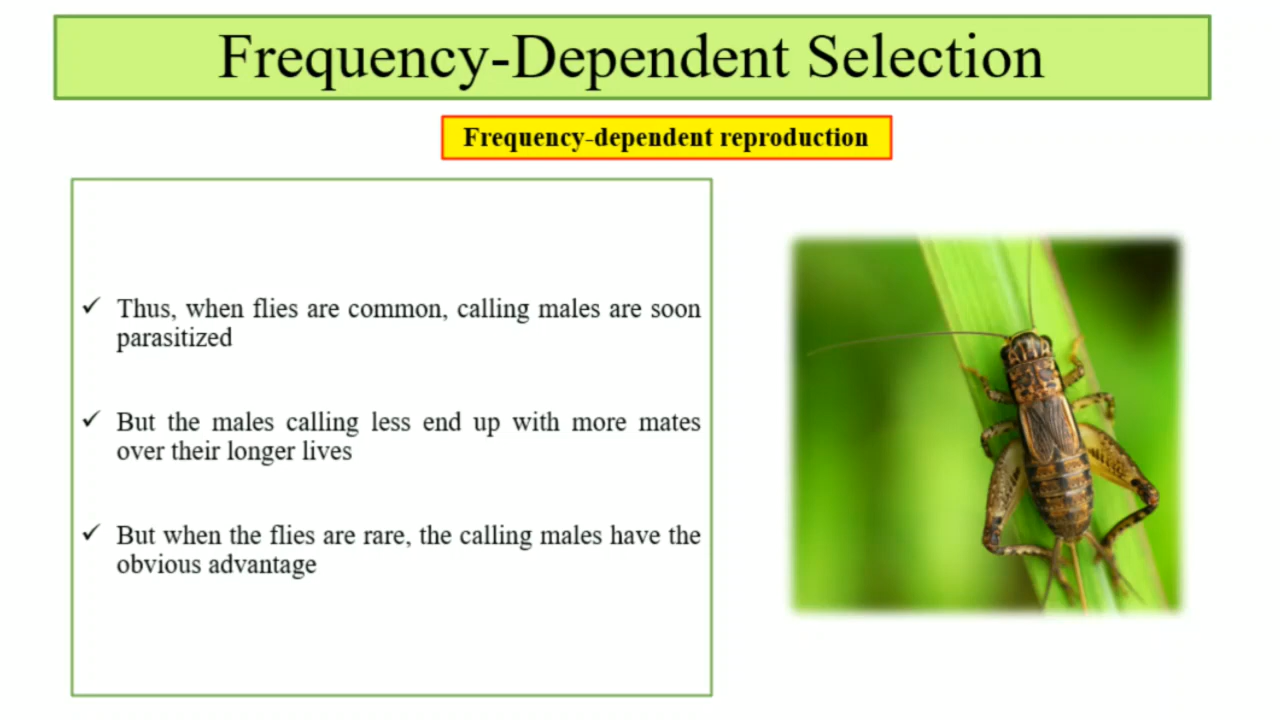 Frequency-Dependent Selection
Frequency-dependent reproduction
✓ Thus, when flies are common, calling males are soon
parasitized
✓ But the males calling less end up with more mates
over their longer lives
✓ But when the flies are rare, the calling males have the
obvious advantage